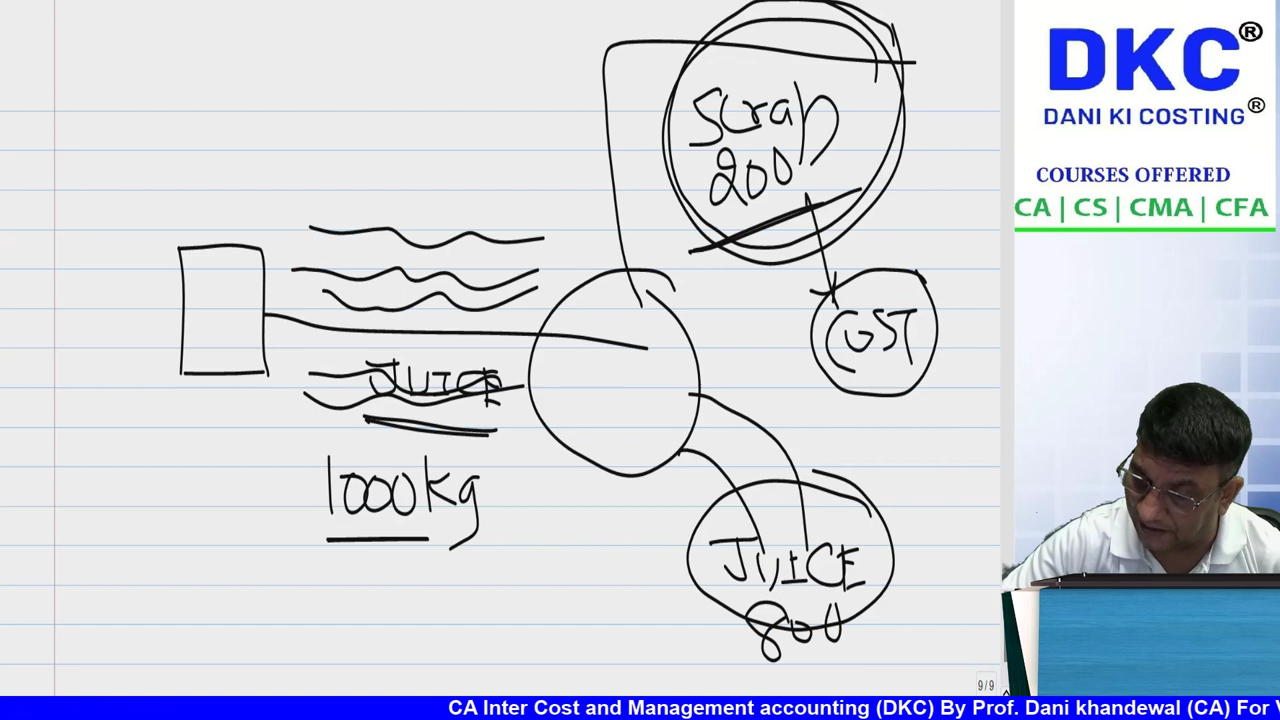 Scrap
200
GST
JUICE
1000kg
JUICE
800
DKC®
DANI KI COSTING®
COURSES OFFERED
CA | CS | CMA | CFA
9/9
CA Inter Cost and Management accounting (DKC) By Prof. Dani khandewal (CA) For